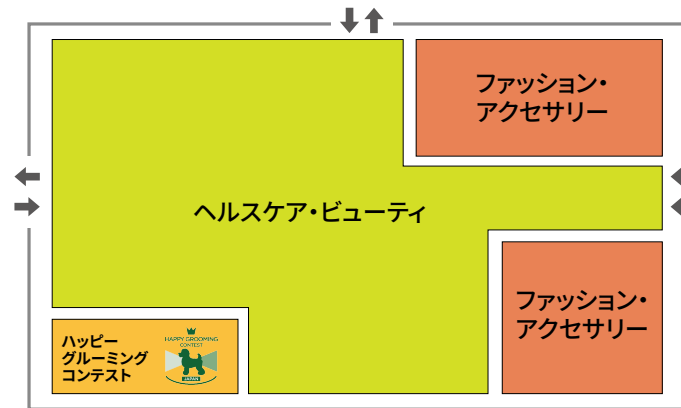 ファッション・
アクセサリー
ヘルスケア・ビューティ
ファッション・
アクセサリー
ハッピー
グルーミング
コンテスト
HAPPY GROOMING
CONTEST
JAPAN